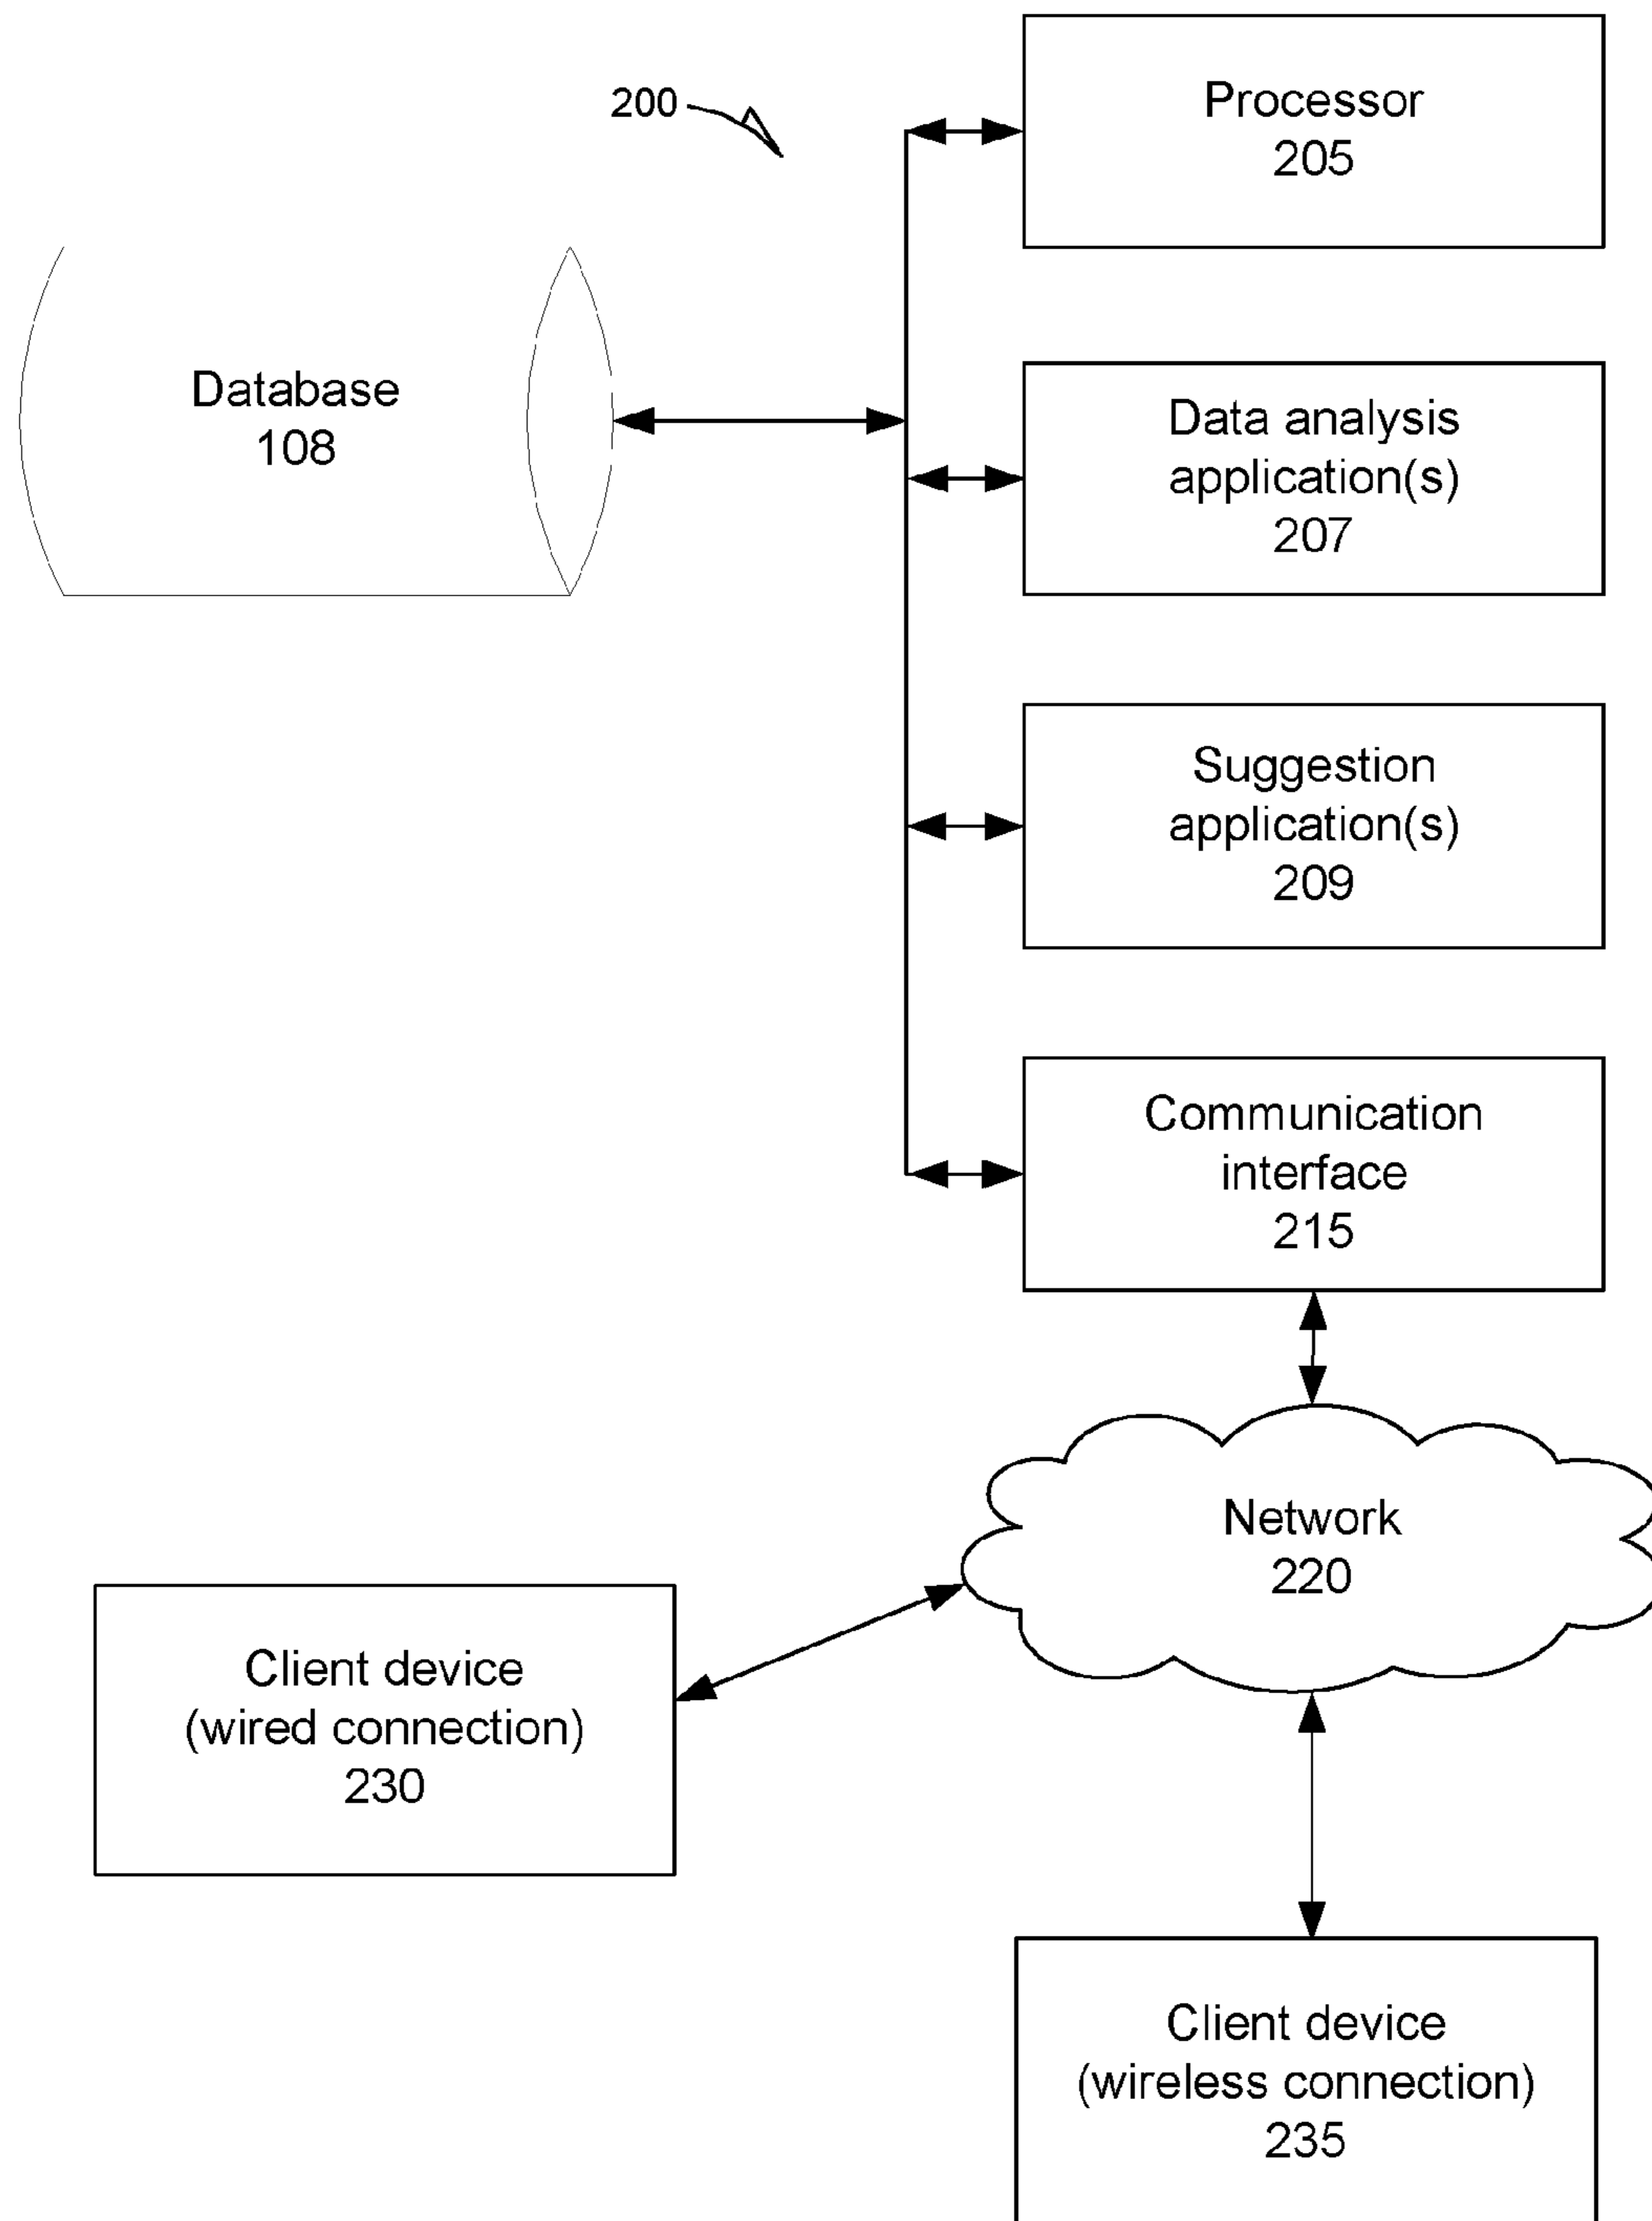 200
Processor
205
Database
108
Data analysis
application(s)
207
Suggestion
application(s)
209
Communication
interface
215
Network
220
Client device
(wired connection)
230
Client device
(wireless connection)
235